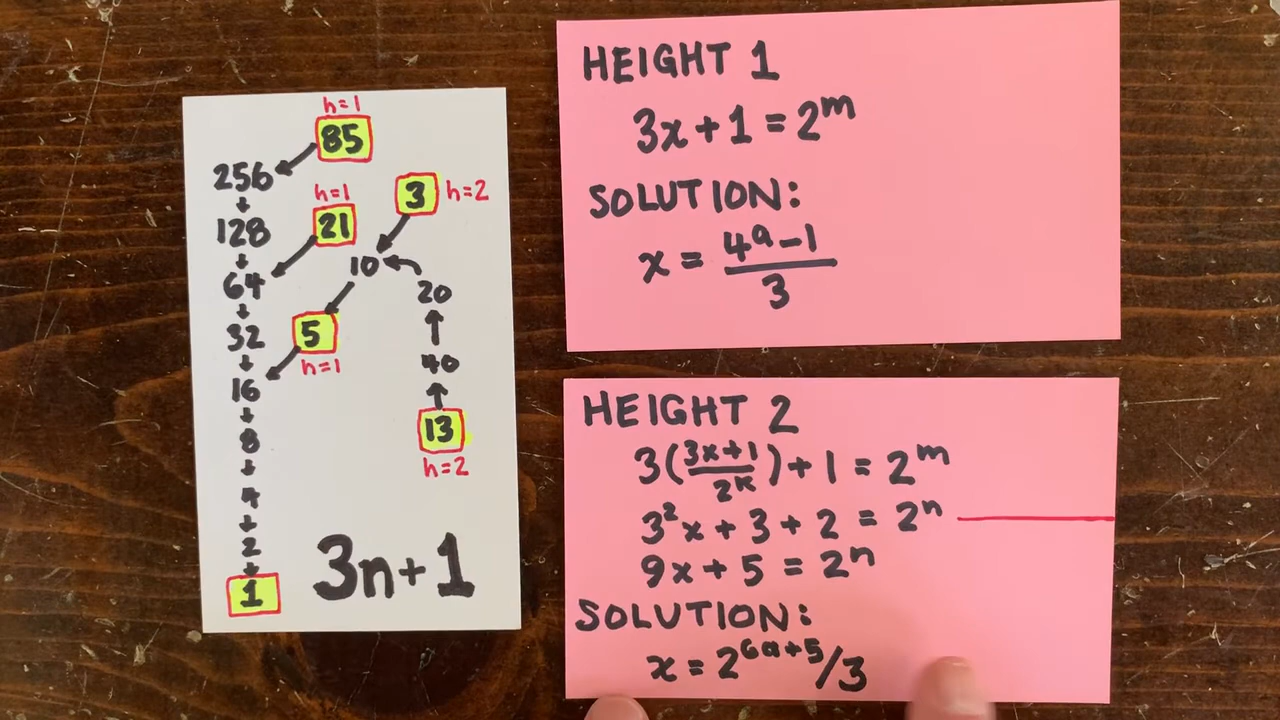 h=1
85
256
h=1
3 h=2
128
21
64
10
20
32
5
h=1
40
16
8
13
h=2
4
2
1
3n+1
HEIGHT 1
3x+1=2^m
SOLUTION:
x = (4^a-1)/3
HEIGHT 2
3((3x+1)/2^k)+1 = 2^m
3²x+3+2 = 2^n
9x+5 = 2^n
SOLUTION:
x = 2^(6a+5)/3